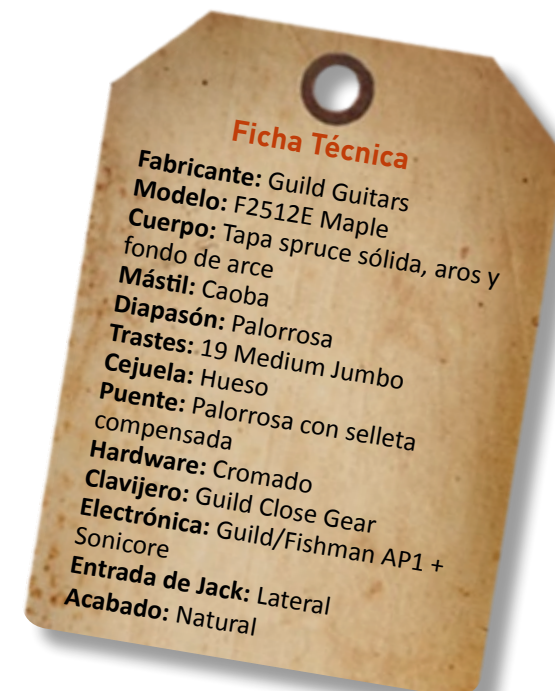 Ficha Técnica
Fabricante: Guild Guitars
Modelo: F2512E Maple
Cuerpo: Tapa spruce sólida, aros y
fondo de arce
Mástil: Caoba
Diapasón: Palorrosa
Trastes: 19 Medium Jumbo
Cejuela: Hueso
Puente: Palorrosa con selleta
compensada
Hardware: Cromado
Clavijero: Guild Close Gear
Electrónica: Guild/Fishman AP1 +
Sonicore
Entrada de Jack: Lateral
Acabado: Natural